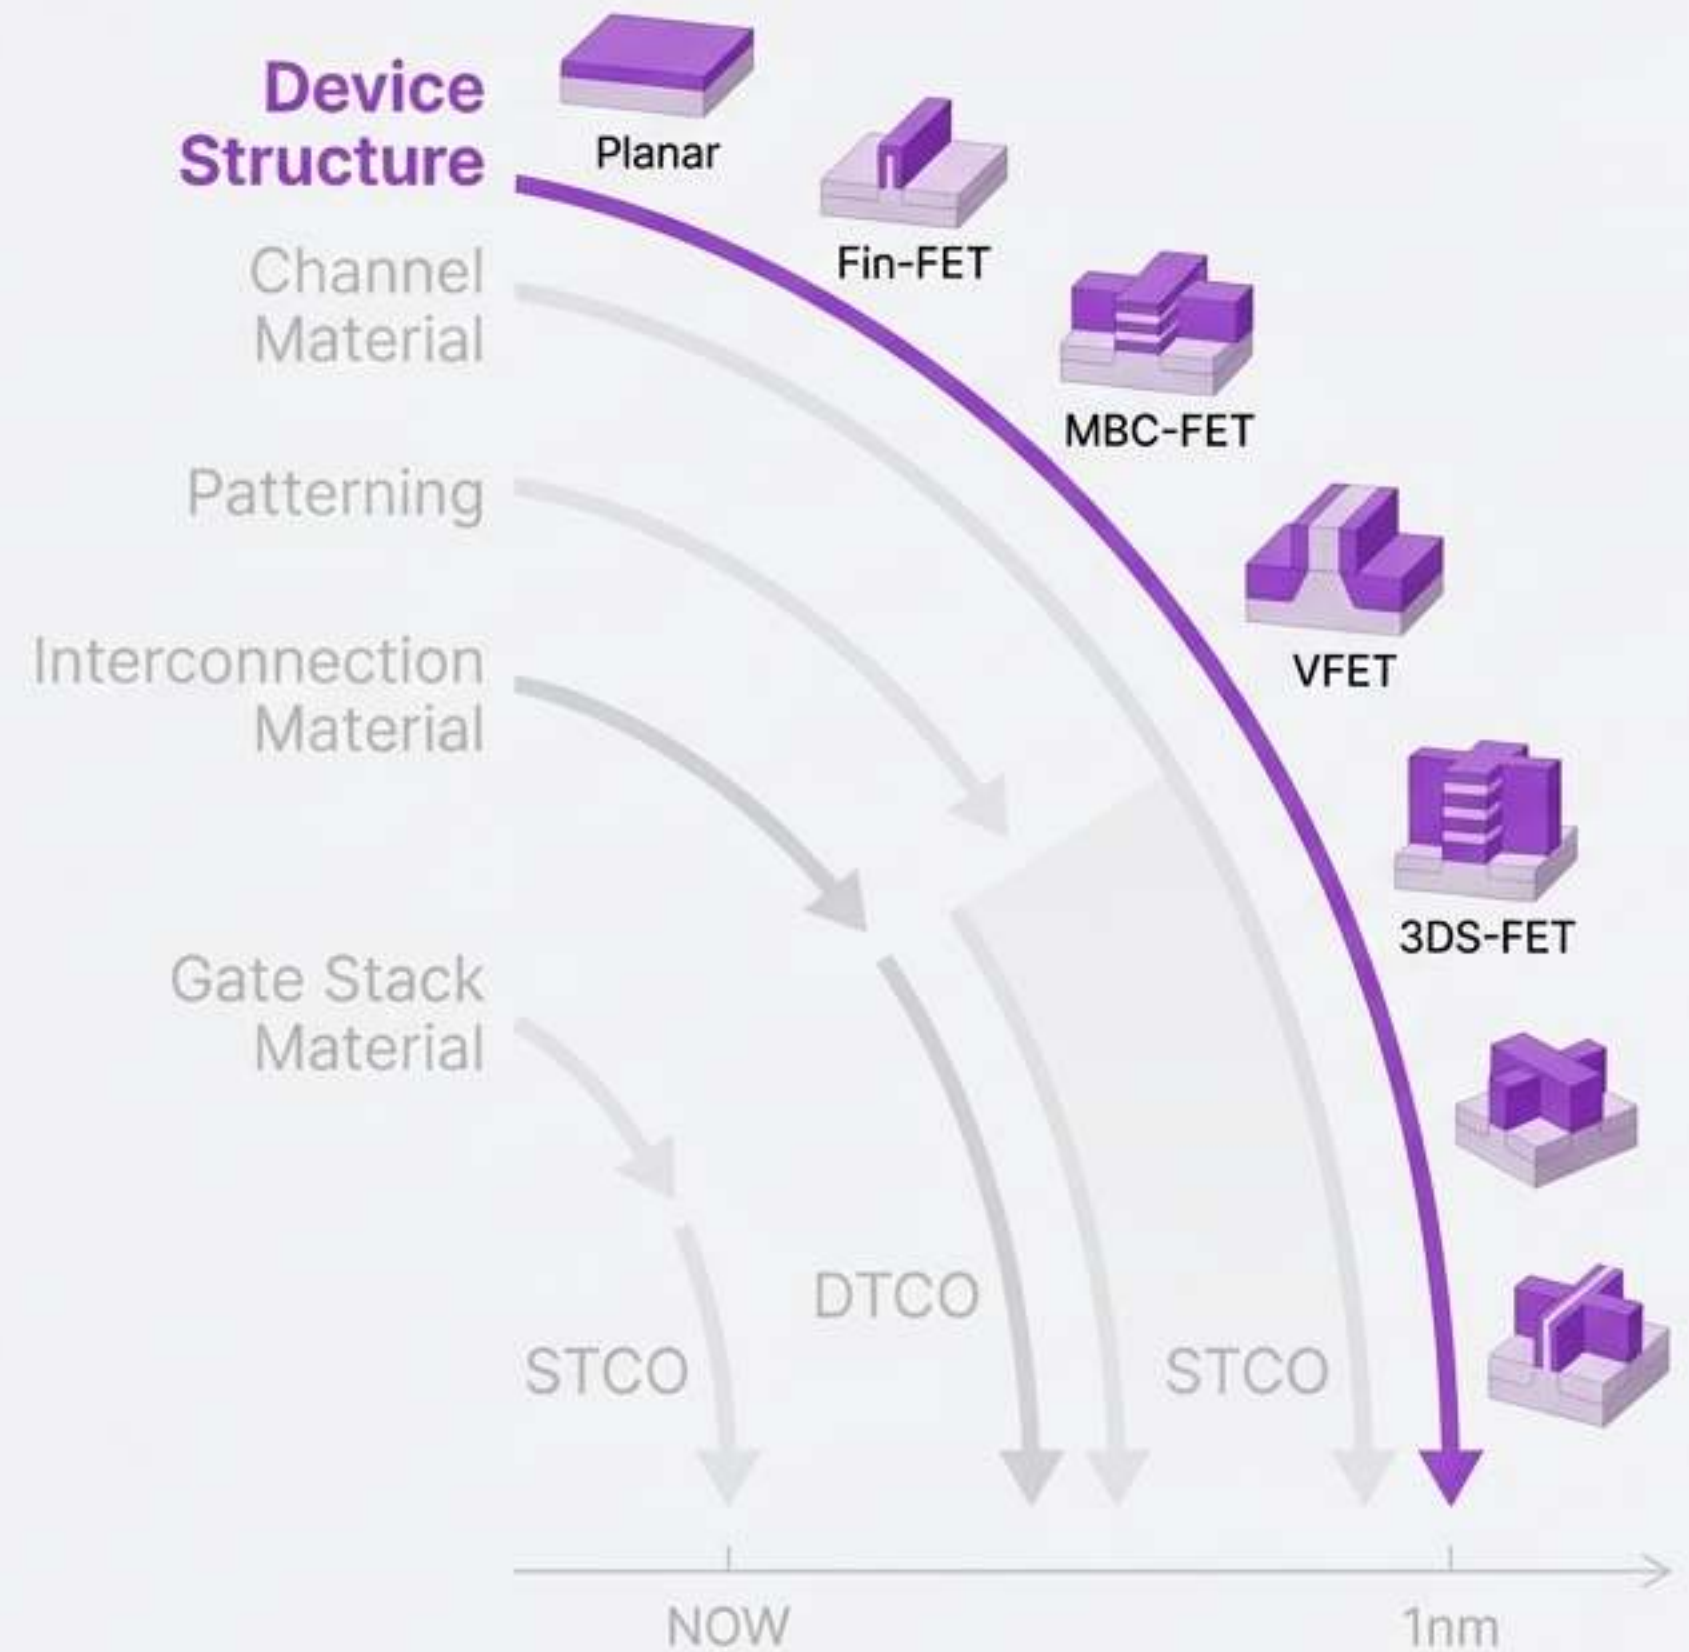 Device
Structure
Planar
Fin-FET
Channel
Material
MBC-FET
Patterning
VFET
Interconnection
Material
3DS-FET
Gate Stack
Material
DTCO
STCO
STCO
NOW
1nm